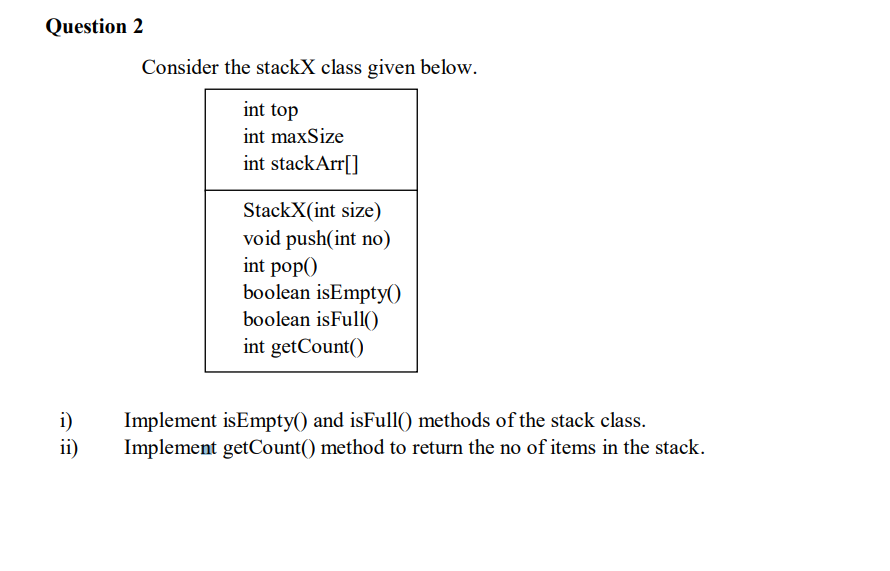 Question 2
Consider the stackX class given below.
int top
int maxSize
int stackArr[]
StackX(int size)
void push(int no)
int pop()
boolean isEmpty()
boolean isFull()
int getCount()
i) Implement isEmpty() and isFull() methods of the stack class.
ii) Implement getCount() method to return the no of items in the stack.